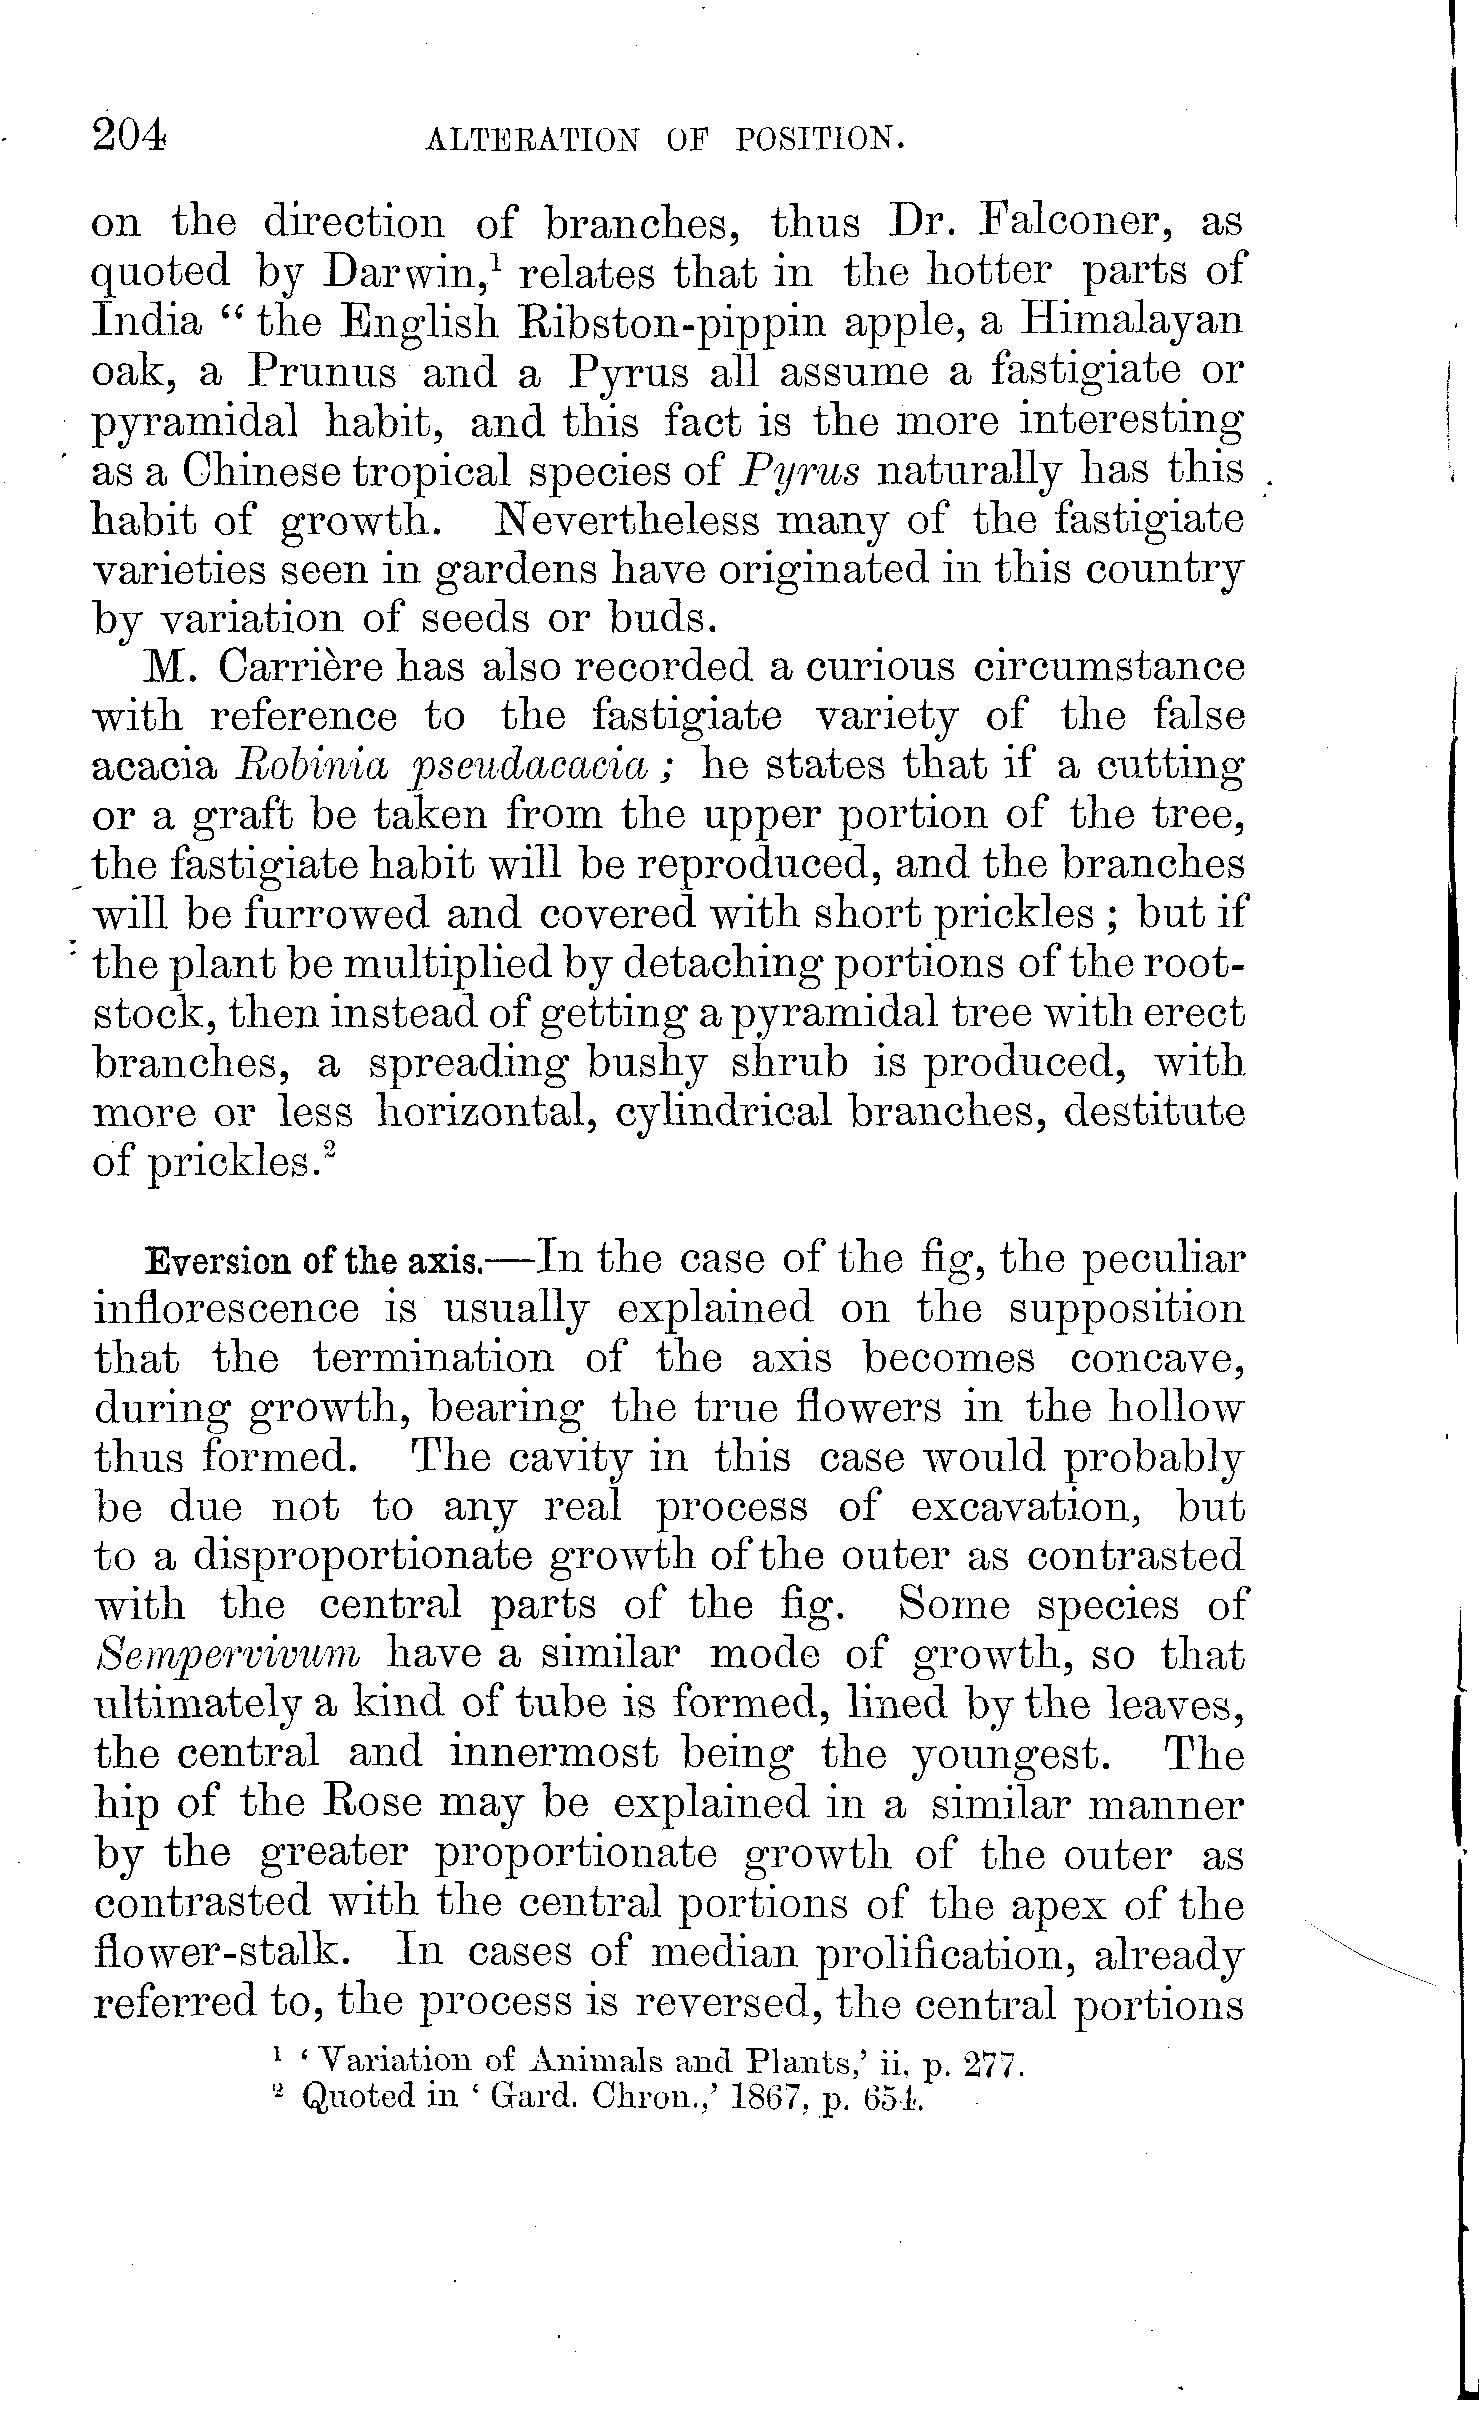 204 ALTERATION OF POSITION.
on the direction of branches, thus Dr. Falconer, as
quoted by Darwin,¹ relates that in the hotter parts of
India “ the English Ribston-pippin apple, a Himalayan
oak, a Prunus and a Pyrus all assume a fastigiate or
pyramidal habit, and this fact is the more interesting
as a Chinese tropical species of Pyrus naturally has this
habit of growth. Nevertheless many of the fastigiate
varieties seen in gardens have originated in this country
by variation of seeds or buds.
M. Carrière has also recorded a curious circumstance
with reference to the fastigiate variety of the false
acacia Robinia pseudacacia ; he states that if a cutting
or a graft be taken from the upper portion of the tree,
the fastigiate habit will be reproduced, and the branches
will be furrowed and covered with short prickles ; but if
the plant be multiplied by detaching portions of the root-
stock, then instead of getting a pyramidal tree with erect
branches, a spreading bushy shrub is produced, with
more or less horizontal, cylindrical branches, destitute
of prickles.²
Eversion of the axis.—In the case of the fig, the peculiar
inflorescence is usually explained on the supposition
that the termination of the axis becomes concave,
during growth, bearing the true flowers in the hollow
thus formed. The cavity in this case would probably
be due not to any real process of excavation, but
to a disproportionate growth of the outer as contrasted
with the central parts of the fig. Some species of
Sempervivum have a similar mode of growth, so that
ultimately a kind of tube is formed, lined by the leaves,
the central and innermost being the youngest. The
hip of the Rose may be explained in a similar manner
by the greater proportionate growth of the outer as
contrasted with the central portions of the apex of the
flower-stalk. In cases of median prolification, already
referred to, the process is reversed, the central portions
¹ ‘ Variation of Animals and Plants,’ ii, p. 277.
² Quoted in ‘ Gard. Chron.,’ 1867, p. 654.